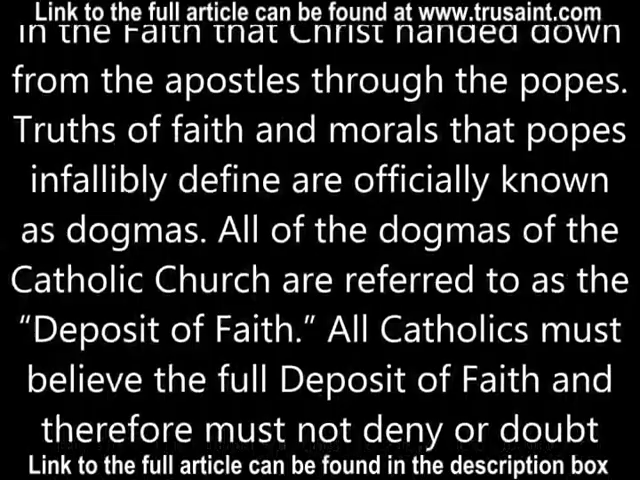 Link to the full article can be found at www.trusaint.com
in the Faith that Christ handed down
from the apostles through the popes.
Truths of faith and morals that popes
infallibly define are officially known
as dogmas. All of the dogmas of the
Catholic Church are referred to as the
“Deposit of Faith.” All Catholics must
believe the full Deposit of Faith and
therefore must not deny or doubt
Link to the full article can be found in the description box